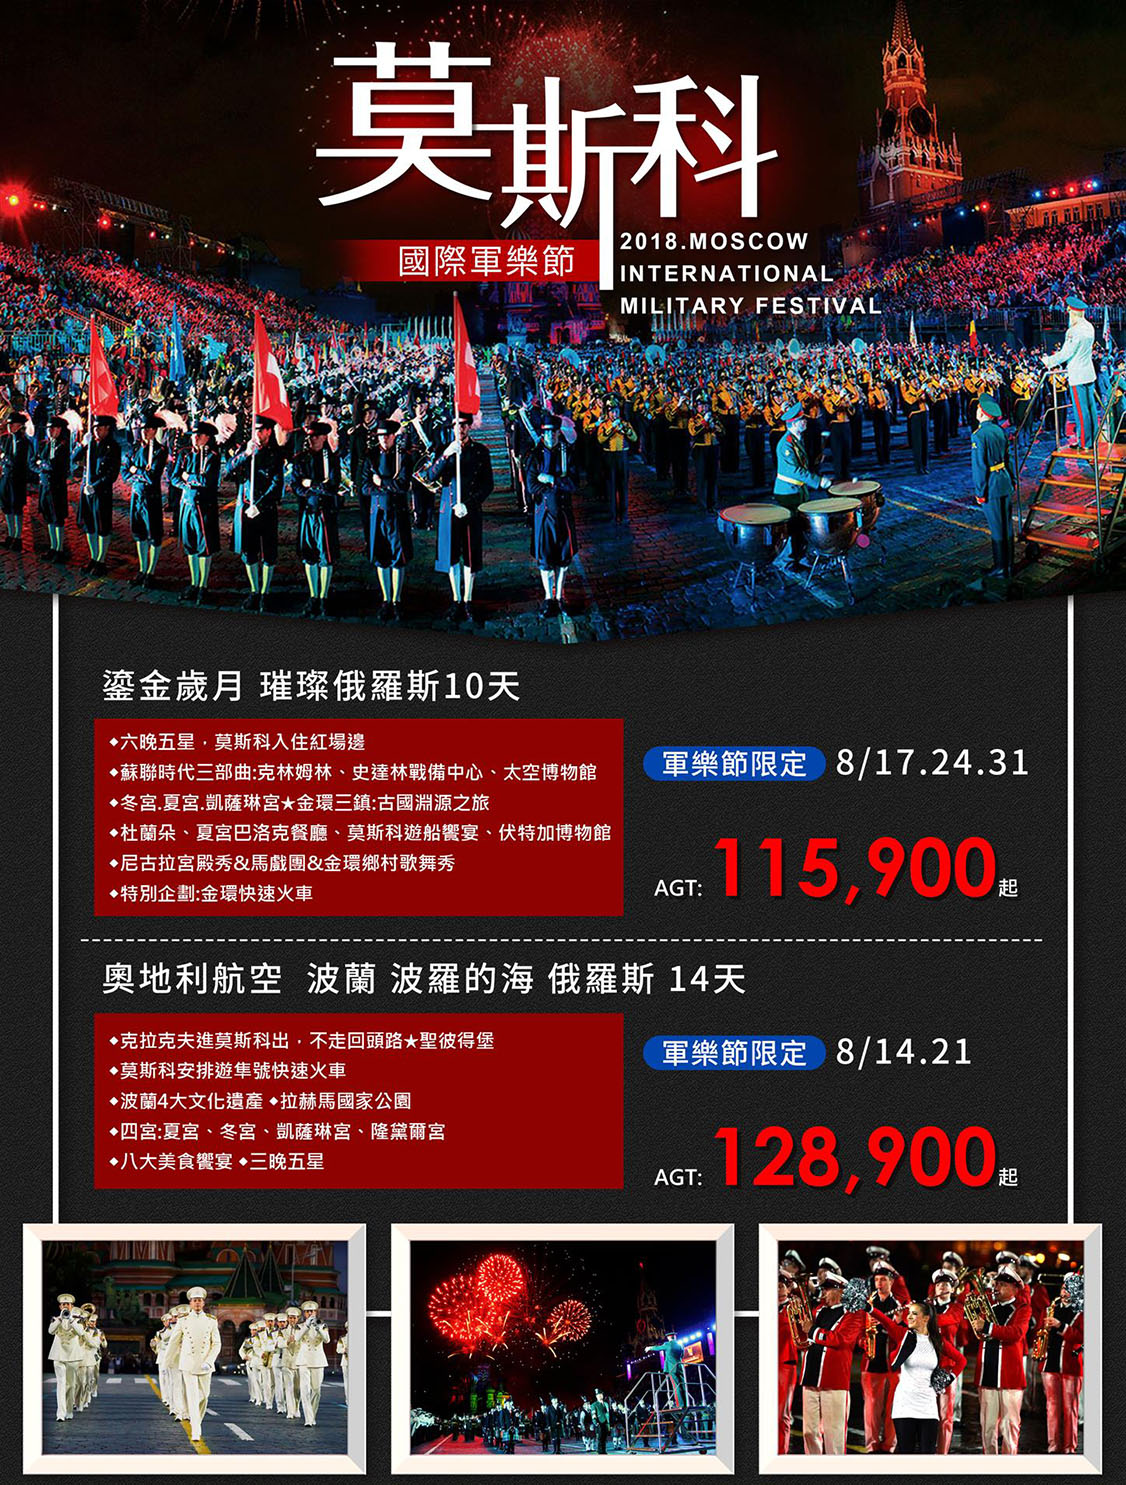 莫斯科
國際軍樂節
2018.MOSCOW
INTERNATIONAL
MILITARY FESTIVAL
鎏金歲月 璀璨俄羅斯10天
◆六晚五星，莫斯科入住紅場邊
◆蘇聯時代三部曲:克林姆林、史達林戰備中心、太空博物館
◆冬宮.夏宮.凱薩琳宮★金環三鎮:古國淵源之旅
◆杜蘭朵、夏宮巴洛克餐廳、莫斯科遊船饗宴、伏特加博物館
◆尼古拉宮殿秀&馬戲團&金環鄉村歌舞秀
◆特別企劃:金環快速火車
軍樂節限定 8/17.24.31
AGT: 115,900起
奧地利航空 波蘭 波羅的海 俄羅斯 14天
◆克拉克夫進莫斯科出，不走回頭路★聖彼得堡
◆莫斯科安排遊隼號快速火車
◆波蘭4大文化遺產 ◆拉赫馬國家公園
◆四宮:夏宮、冬宮、凱薩琳宮、隆黛爾宮
◆八大美食饗宴 ◆三晚五星
軍樂節限定 8/14.21
AGT: 128,900起